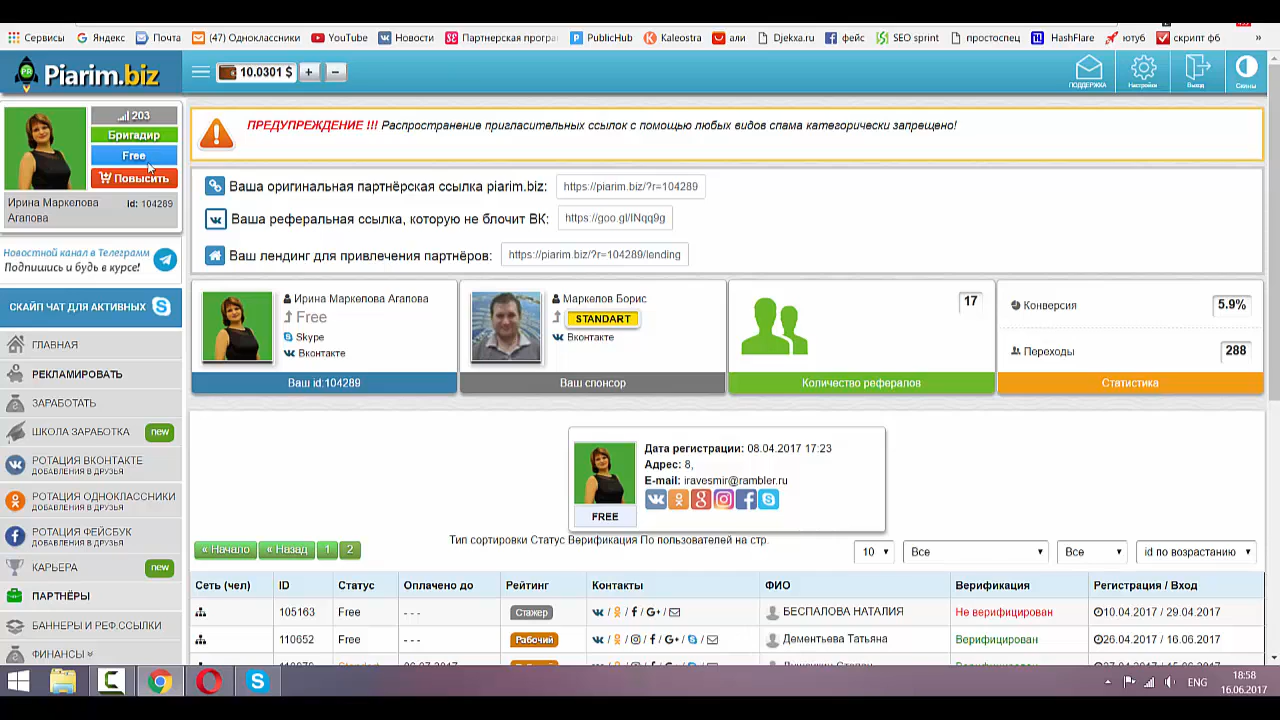 Сервисы Яндекс Почта (47) Одноклассники YouTube Новости Партнерская програ PublicHub Kaleostra али Djekxa.ru фейс SEO sprint простоспец HashFlare ютуб скрипт фб »
Piarim.biz
10.0301 $ + −
ПОДДЕРЖКА Настройки Выход Скины
203
Бригадир
Free
Повысить
Ирина Маркелова Агапова id: 104289
ПРЕДУПРЕЖДЕНИЕ !!! Распространение пригласительных ссылок с помощью любых видов спама категорически запрещено!
Ваша оригинальная партнёрская ссылка piarim.biz: https://piarim.biz/?r=104289
Ваша реферальная ссылка, которую не блочит ВК: https://goo.gl/INqq9g
Ваш лендинг для привлечения партнёров: https://piarim.biz/?r=104289/lending
Новостной канал в Телеграмм
Подпишись и будь в курсе!
СКАЙП ЧАТ ДЛЯ АКТИВНЫХ
ГЛАВНАЯ
РЕКЛАМИРОВАТЬ
ЗАРАБОТАТЬ
ШКОЛА ЗАРАБОТКА new
РОТАЦИЯ ВКОНТАКТЕ
ДОБАВЛЕНИЯ В ДРУЗЬЯ
РОТАЦИЯ ОДНОКЛАССНИКИ
ДОБАВЛЕНИЯ В ДРУЗЬЯ
РОТАЦИЯ ФЕЙСБУК
ДОБАВЛЕНИЯ В ДРУЗЬЯ
КАРЬЕРА new
ПАРТНЁРЫ
БАННЕРЫ И РЕФ.ССЫЛКИ
ФИНАНСЫ
Ирина Маркелова Агапова
Free
Skype
Вконтакте
Ваш id:104289
Маркелов Борис
STANDART
Вконтакте
Ваш спонсор
17
Количество рефералов
Конверсия 5.9%
Переходы 288
Статистика
Дата регистрации: 08.04.2017 17:23
Адрес: 8,
E-mail: iravesmir@rambler.ru
FREE
Тип сортировки Статус Верификация По пользователей на стр.
« Начало « Назад 1 2
10 Все Все id по возрастанию
Сеть (чел) ID Статус Оплачено до Рейтинг Контакты ФИО Верификация Регистрация / Вход
105163 Free - - - Стажер / / / G+ / БЕСПАЛОВА НАТАЛИЯ Не верифицирован 10.04.2017 / 29.04.2017
110652 Free - - - Рабочий / / / / G+ / / Дементьева Татьяна Верифицирован 26.04.2017 / 16.06.2017
ENG
18:58
16.06.2017